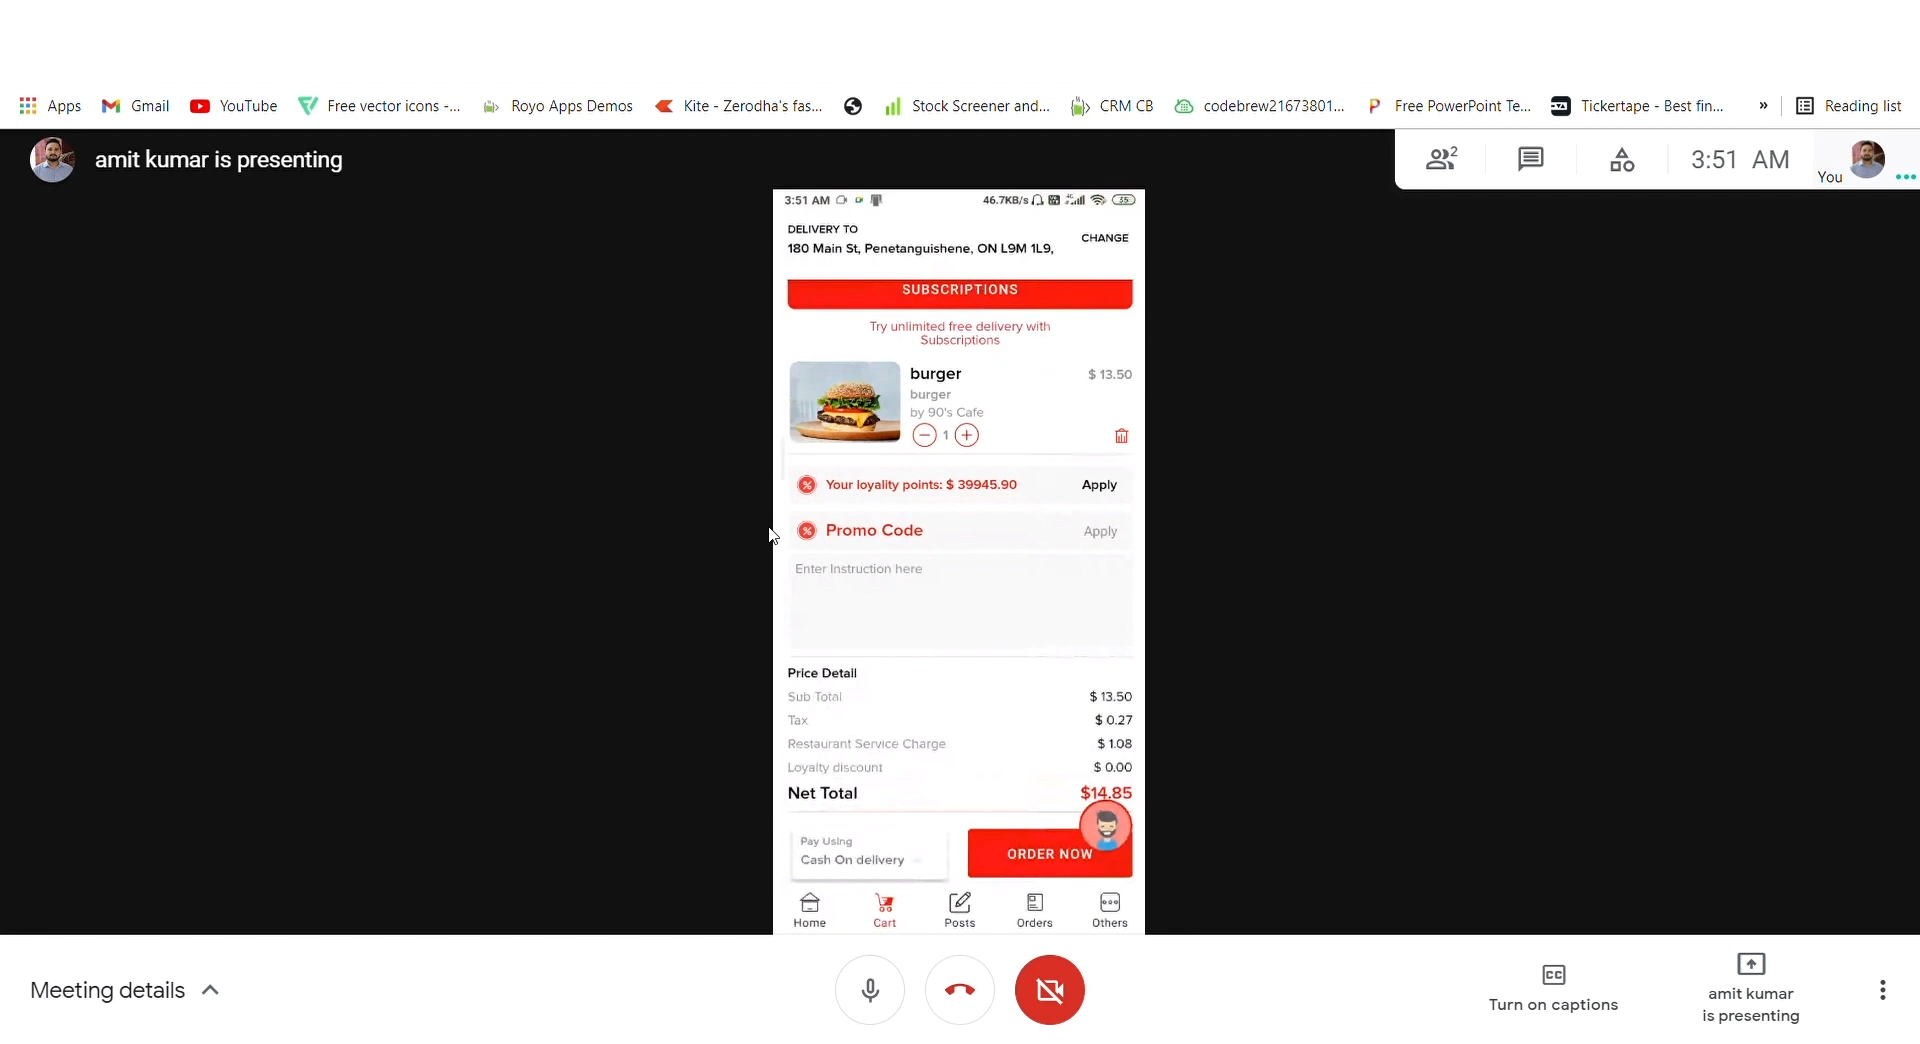 Apps Gmail YouTube Free vector icons -... Royo Apps Demos Kite - Zerodha's fas... Stock Screener and... CRM CB codebrew21673801... Free PowerPoint Te... Tickertape - Best fin... » Reading list
amit kumar is presenting
2
3:51 AM
You
3:51 AM 46.7KB/s 35
DELIVERY TO
180 Main St, Penetanguishene, ON L9M 1L9,
CHANGE
SUBSCRIPTIONS
Try unlimited free delivery with
Subscriptions
burger $ 13.50
burger
by 90's Cafe
1
Your loyality points: $ 39945.90 Apply
Promo Code Apply
Enter Instruction here
Price Detail
Sub Total $ 13.50
Tax $ 0.27
Restaurant Service Charge $ 1.08
Loyalty discount $ 0.00
Net Total $14.85
Pay Using
Cash On delivery
ORDER NOW
Home Cart Posts Orders Others
Meeting details
Turn on captions
amit kumar
is presenting